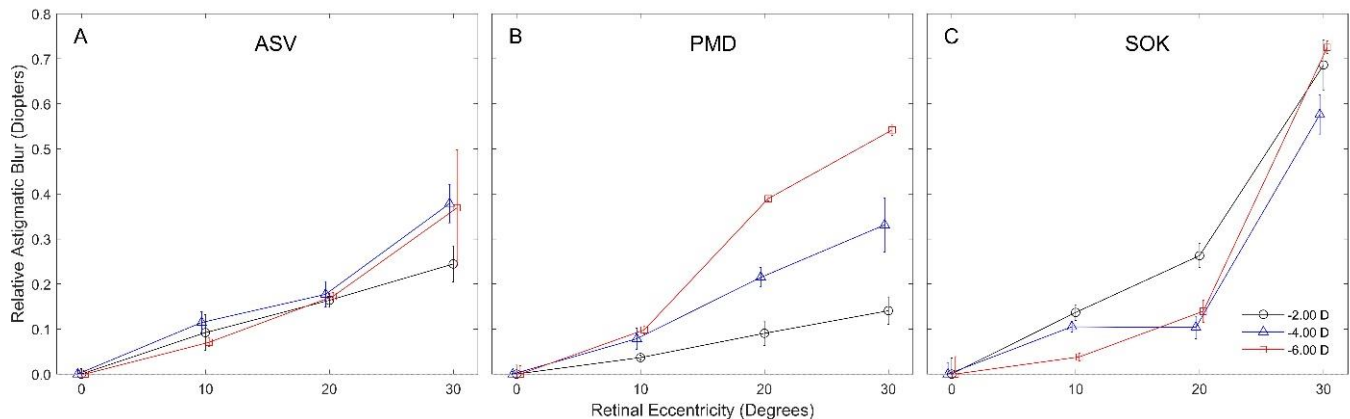 A ASV
B PMD
C SOK
Relative Astigmatic Blur (Diopters)
0.8
0.7
0.6
0.5
0.4
0.3
0.2
0.1
0.0
-2.00 D
-4.00 D
-6.00 D
0 10 20 30 0 10 20 30 0 10 20 30
Retinal Eccentricity (Degrees)